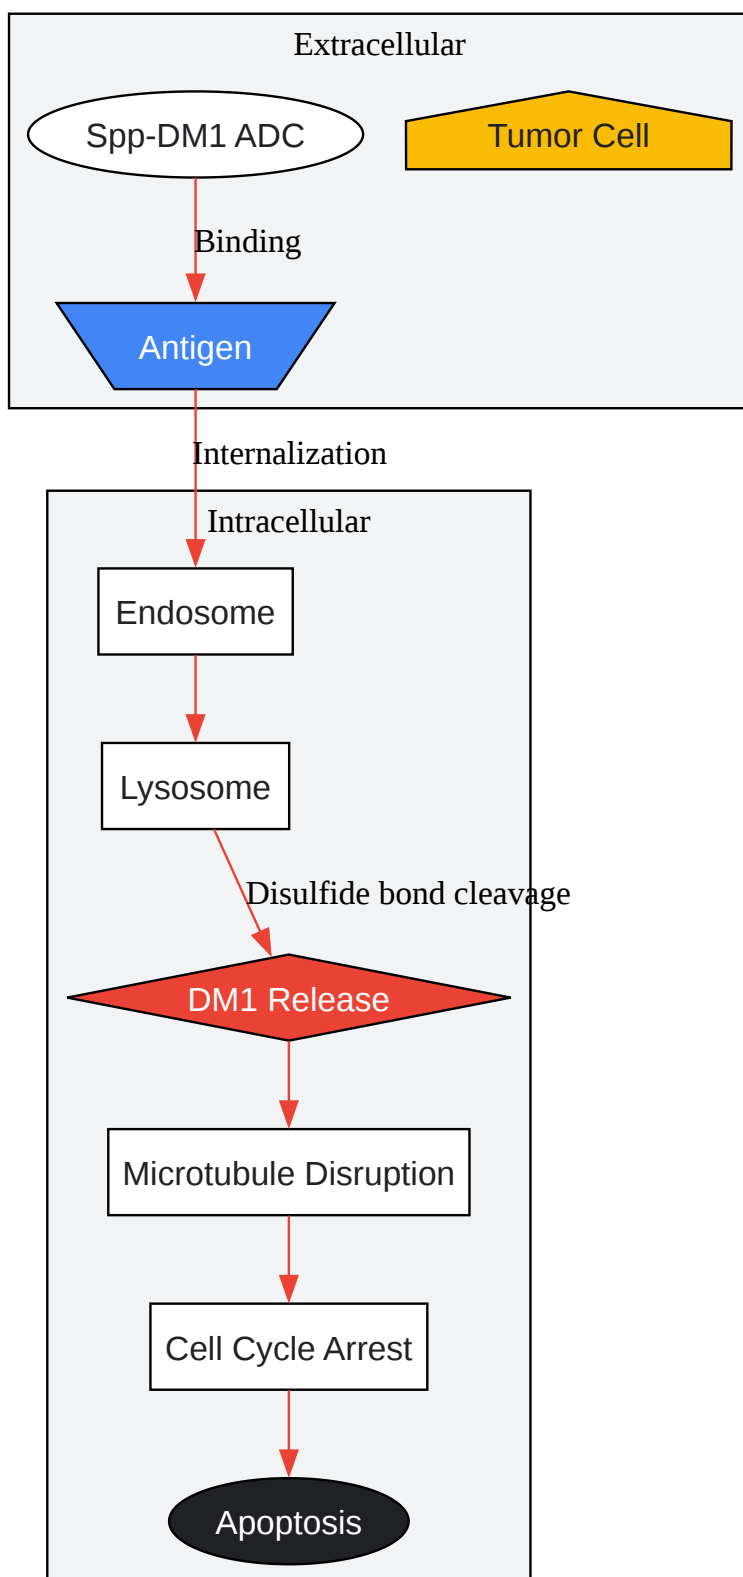 Extracellular
Spp-DM1 ADC
Tumor Cell
Binding
Antigen
Internalization
Intracellular
Endosome
Lysosome
Disulfide bond cleavage
DM1 Release
Microtubule Disruption
Cell Cycle Arrest
Apoptosis